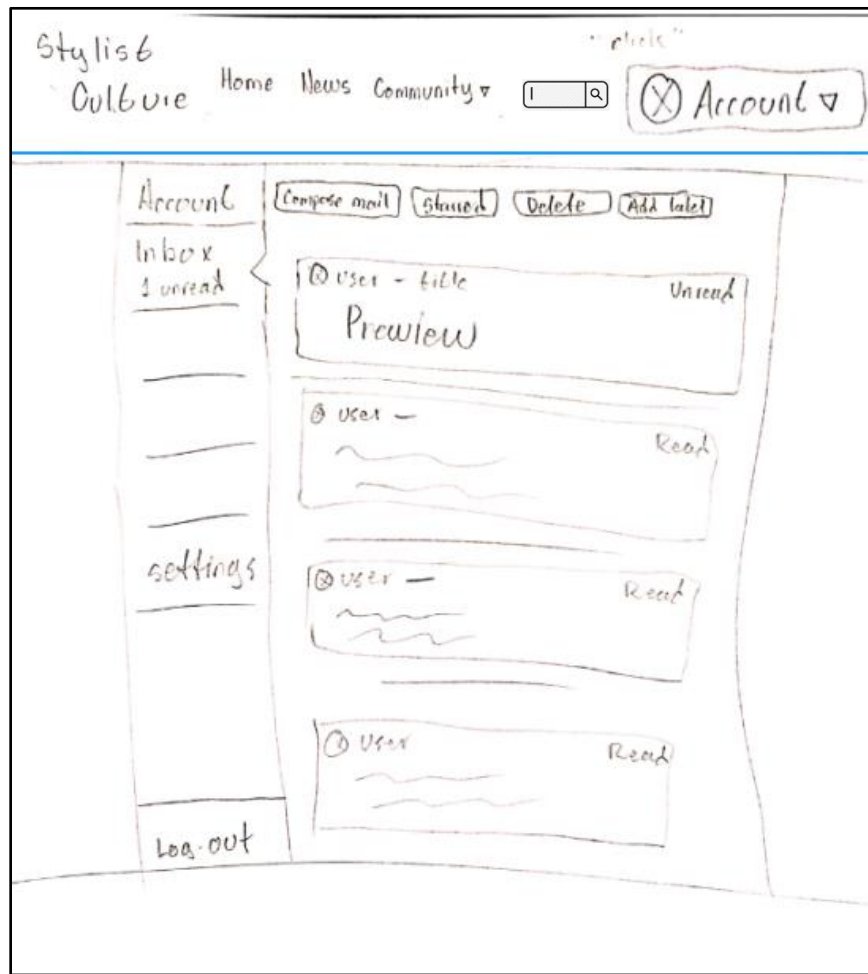 Stylist
Culture
Home News Community
Account
Account
Compose mail
Delete
Add label
Inbox
1 unread
user - title
Unread
Preview
user -
Read
user -
Read
settings
user
Read
Log-out